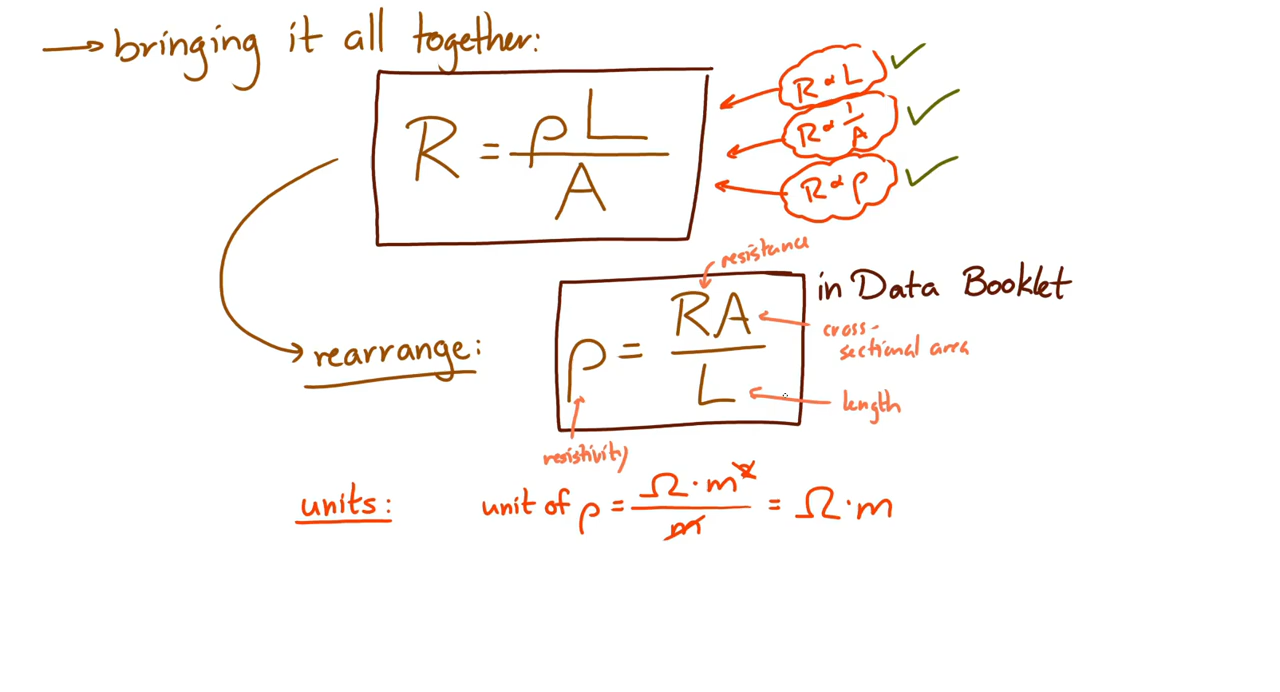 → bringing it all together:
R = ρL/A
R ∝ L ✓
R ∝ 1/A ✓
R ∝ ρ ✓
resistance
in Data Booklet
ρ = RA/L
cross-
sectional area
rearrange:
length
resistivity
units: unit of ρ = Ω·m²/m = Ω·m